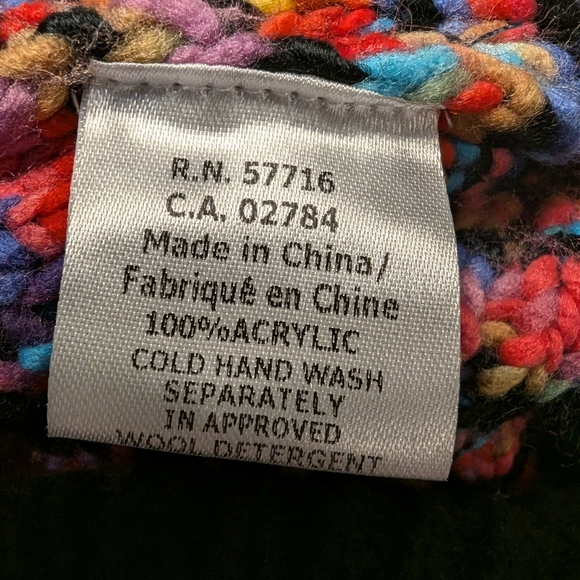 R.N. 57716
C.A. 02784
Made in China/
Fabriqué en Chine
100%ACRYLIC
COLD HAND WASH
SEPARATELY
IN APPROVED
WOOL DETERGENT